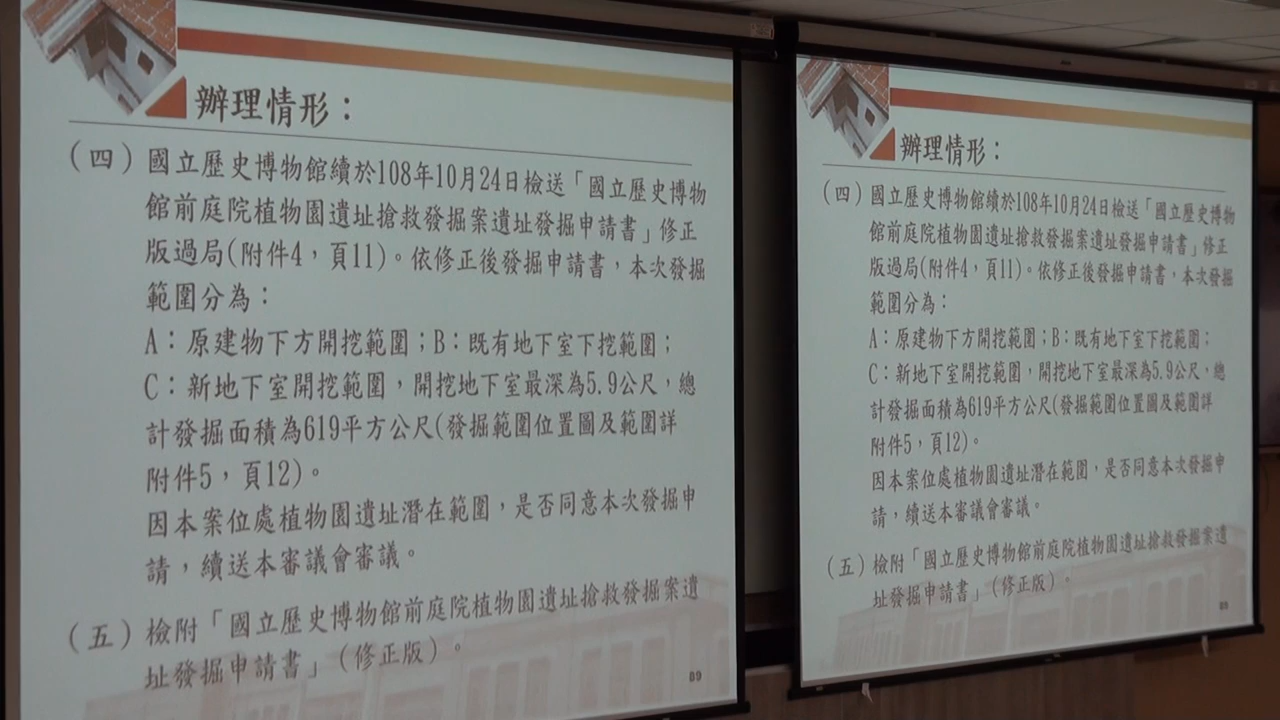 辦理情形：
（四）國立歷史博物館續於108年10月24日檢送「國立歷史博物
館前庭院植物園遺址搶救發掘案遺址發掘申請書」修正
版過局(附件4，頁11)。依修正後發掘申請書，本次發掘
範圍分為：
A：原建物下方開挖範圍；B：既有地下室下挖範圍；
C：新地下室開挖範圍，開挖地下室最深為5.9公尺，總
計發掘面積為619平方公尺(發掘範圍位置圖及範圍詳
附件5，頁12)。
因本案位處植物園遺址潛在範圍，是否同意本次發掘申
請，續送本審議會審議。
（五）檢附「國立歷史博物館前庭院植物園遺址搶救發掘案遺
址發掘申請書」（修正版）。
89
辦理情形：
（四）國立歷史博物館續於108年10月24日檢送「國立歷史博物
館前庭院植物園遺址搶救發掘案遺址發掘申請書」修正
版過局(附件4，頁11)。依修正後發掘申請書，本次發掘
範圍分為：
A：原建物下方開挖範圍；B：既有地下室下挖範圍；
C：新地下室開挖範圍，開挖地下室最深為5.9公尺，總
計發掘面積為619平方公尺(發掘範圍位置圖及範圍詳
附件5，頁12)。
因本案位處植物園遺址潛在範圍，是否同意本次發掘申
請，續送本審議會審議。
（五）檢附「國立歷史博物館前庭院植物園遺址搶救發掘案遺
址發掘申請書」（修正版）。